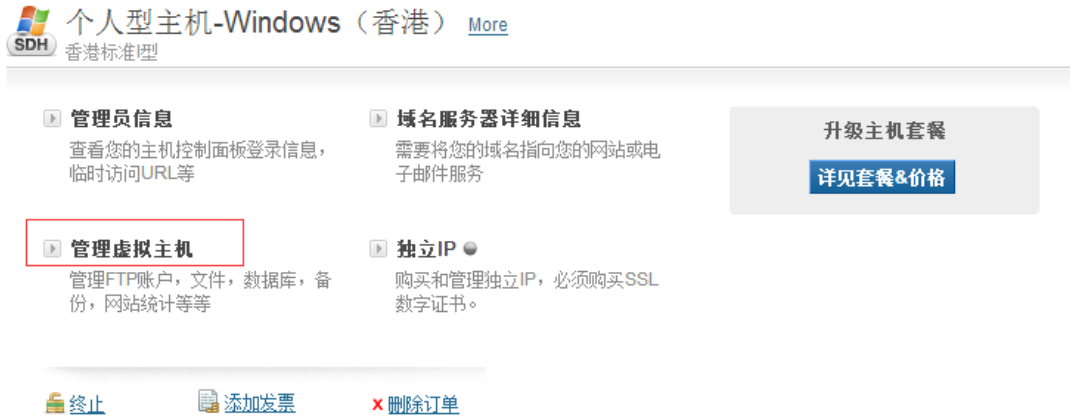 个人型主机-Windows（香港） More
SDH
香港标准I型
管理员信息
查看您的主机控制面板登录信息，
临时访问URL等
域名服务器详细信息
需要将您的域名指向您的网站或电
子邮件服务
升级主机套餐
详见套餐&价格
管理虚拟主机
管理FTP账户，文件，数据库，备
份，网站统计等等
独立IP
购买和管理独立IP，必须购买SSL
数字证书。
终止
添加发票
x 删除订单